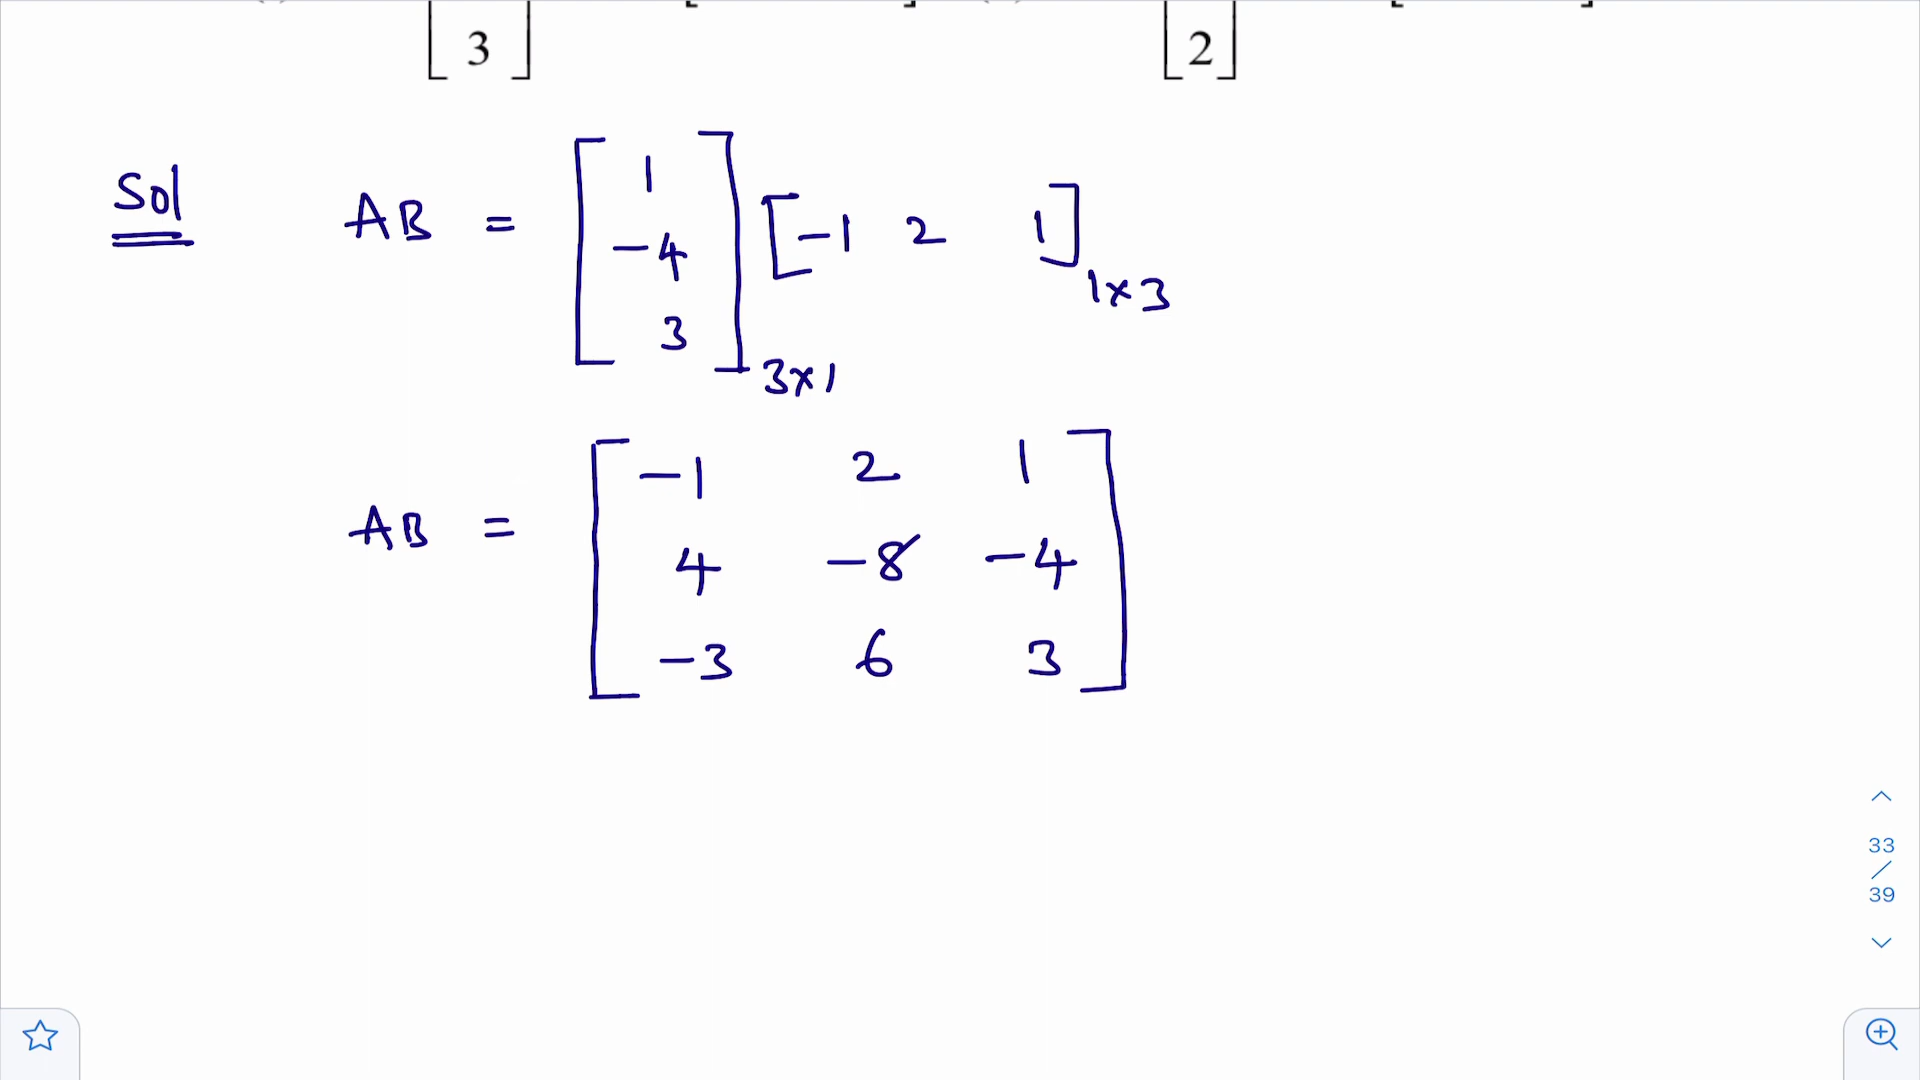 3 2
Sol AB = [1 -1 2 1]
-4 1×3
3
3×1
-1 2 1
AB = 4 -8 -4
-3 6 3
33
/
39